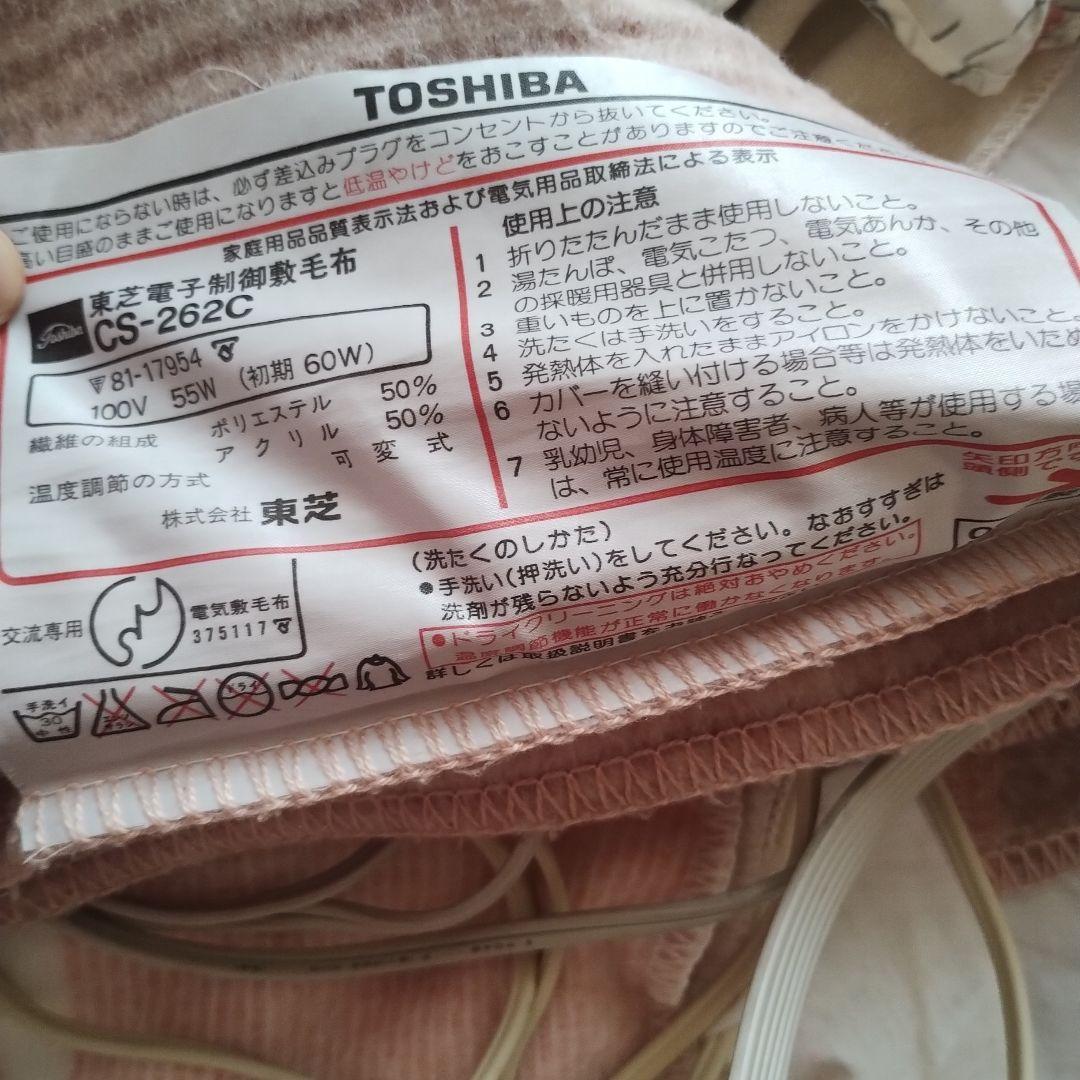 TOSHIBA
ご使用にならない時は、必ず差込みプラグをコンセントから抜いてください。
高い目盛のままご使用になりますと低温やけどをおこすことがありますのでご注意くださ
家庭用品品質表示法および電気用品取締法による表示
Toshiba
東芝電子制御敷毛布
CS-262C
81-17954
100V 55W (初期 60W)
繊維の組成 ポリエステル 50%
アクリル 50%
温度調節の方式 可変式
株式会社 東芝
使用上の注意
1 折りたたんだまま使用しないこと。
2 湯たんぽ、電気こたつ、電気あんか、その他
の採暖用器具と併用しないこと。
3 重いものを上に置かないこと。
4 洗たくは手洗いをすること。
5 発熱体を入れたままアイロンをかけないこと。
6 カバーを縫い付ける場合等は発熱体をいため
ないように注意すること。
7 乳幼児、身体障害者、病人等が使用する場
は、常に使用温度に注意すること。
矢印方向
頭側です
交流専用
電気敷毛布
375117
手洗イ
30
中性
エンソサラシ
ドライ
(洗たくのしかた)
●手洗い(押洗い)をしてください。なおすすぎは
洗剤が残らないよう充分行なってください。
●ドライクリーニングは絶対おやめください。
温度調節機能が正常に働かなくなります
詳しくは取扱説明書を